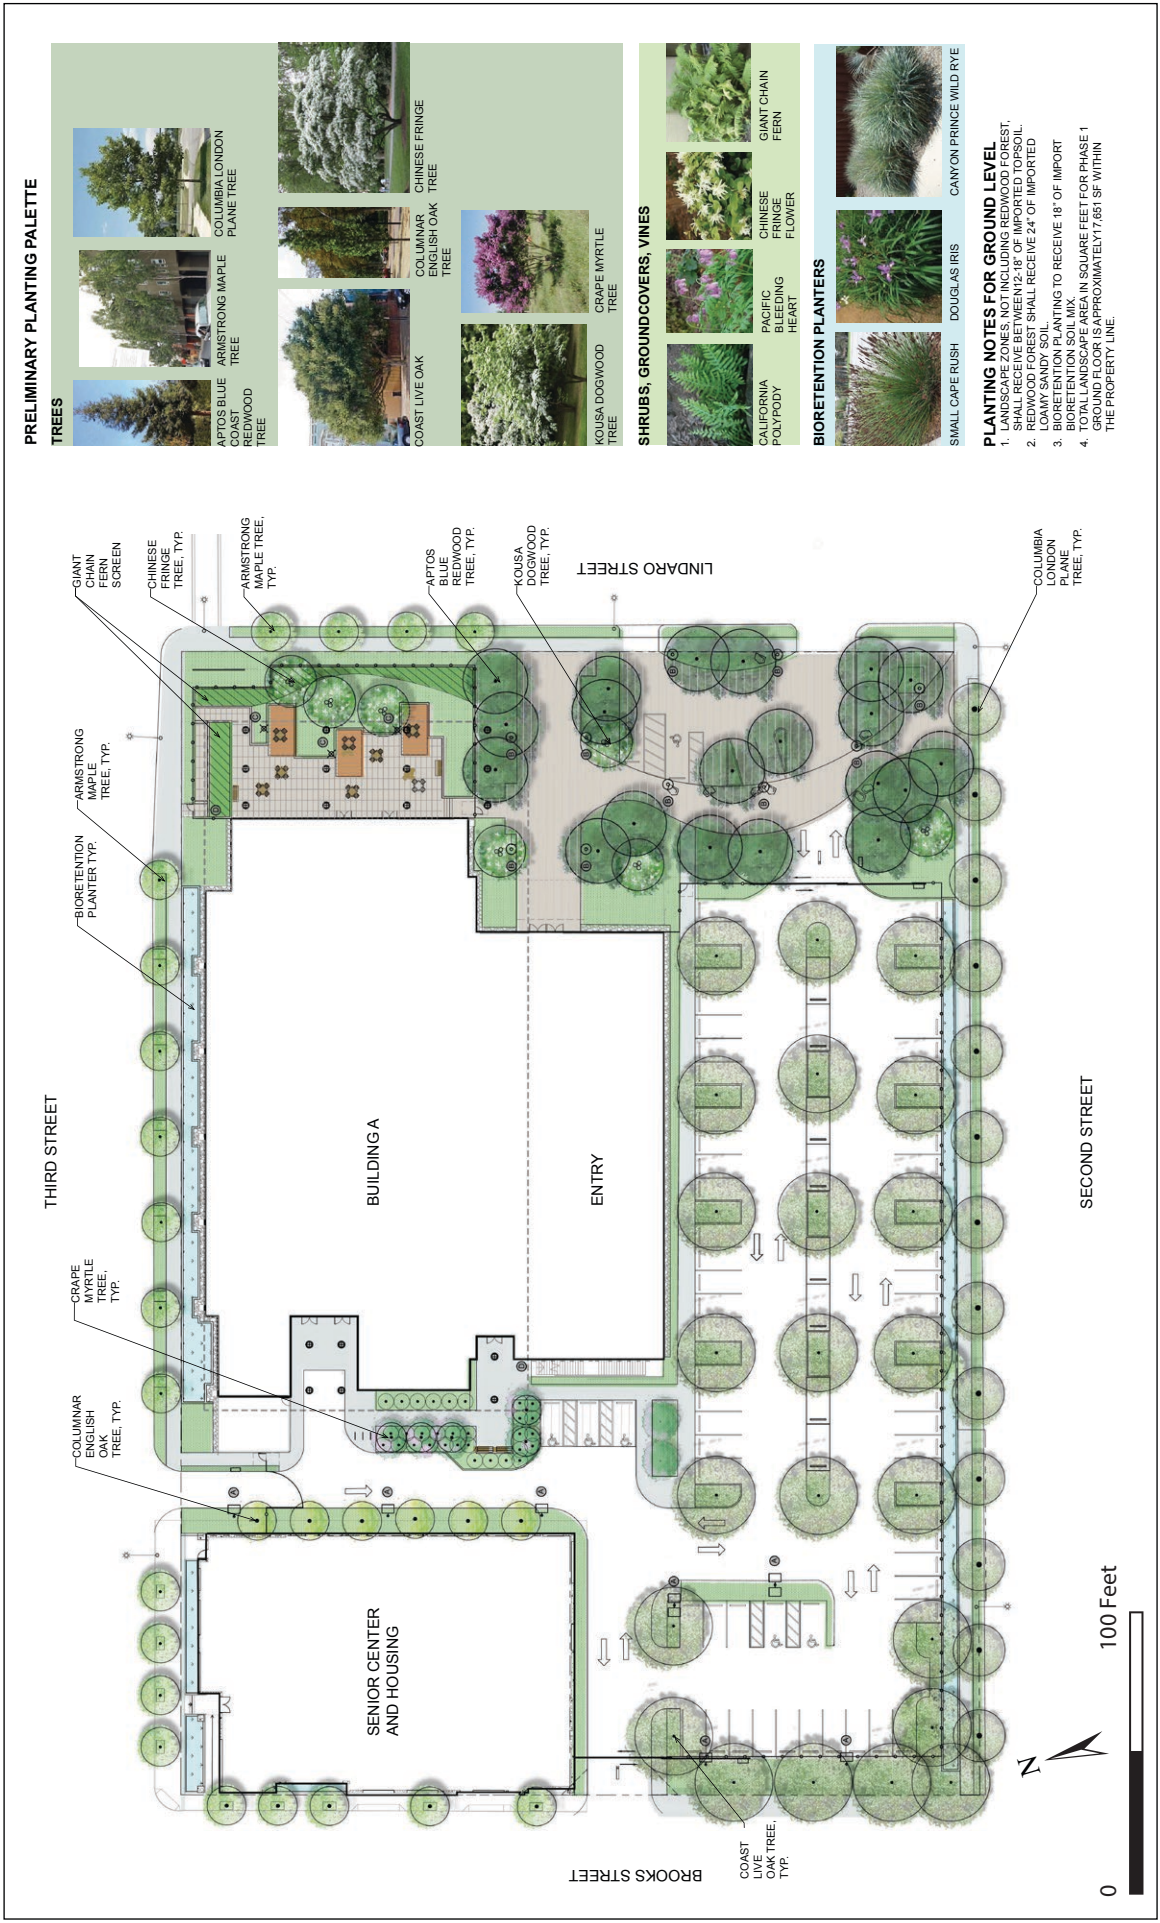 PRELIMINARY PLANTING PALETTE
TREES
APTOS BLUE
COAST
REDWOOD
TREE
ARMSTRONG MAPLE
TREE
COLUMBIA LONDON
PLANE TREE
COAST LIVE OAK
COLUMNAR
ENGLISH OAK
TREE
CHINESE FRINGE
TREE
KOUSA DOGWOOD
TREE
CRAPE MYRTLE
TREE
SHRUBS, GROUNDCOVERS, VINES
CALIFORNIA
POLYPODY
PACIFIC
BLEEDING
HEART
CHINESE
FRINGE
FLOWER
GIANT CHAIN
FERN
BIORETENTION PLANTERS
SMALL CAPE RUSH
DOUGLAS IRIS
CANYON PRINCE WILD RYE
PLANTING NOTES FOR GROUND LEVEL
1. LANDSCAPE ZONES, NOT INCLUDING REDWOOD FOREST,
SHALL RECEIVE BETWEEN12-18" OF IMPORTED TOPSOIL.
2. REDWOOD FOREST SHALL RECEIVE 24" OF IMPORTED
LOAMY SANDY SOIL.
3. BIORETENTION PLANTING TO RECEIVE 18" OF IMPORT
BIORETENTION SOIL MIX.
4. TOTAL LANDSCAPE AREA IN SQUARE FEET FOR PHASE 1
GROUND FLOOR IS APPROXIMATELY17,651 SF WITHIN
THE PROPERTY LINE.
THIRD STREET
COLUMNAR
ENGLISH
OAK
TREE, TYP.
CRAPE
MYRTLE
TREE,
TYP.
BIORETENTION
PLANTER TYP.
ARMSTRONG
MAPLE
TREE, TYP.
GIANT
CHAIN
FERN
SCREEN
CHINESE
FRINGE
TREE, TYP.
ARMSTRONG
MAPLE TREE,
TYP.
APTOS
BLUE
REDWOOD
TREE, TYP.
KOUSA
DOGWOOD
TREE, TYP.
LINDARO STREET
COLUMBIA
LONDON
PLANE
TREE, TYP.
BUILDING A
ENTRY
SENIOR CENTER
AND HOUSING
BROOKS STREET
COAST
LIVE
OAK TREE,
TYP.
SECOND STREET
A
A
A
A
A
A
A
N
0
100 Feet